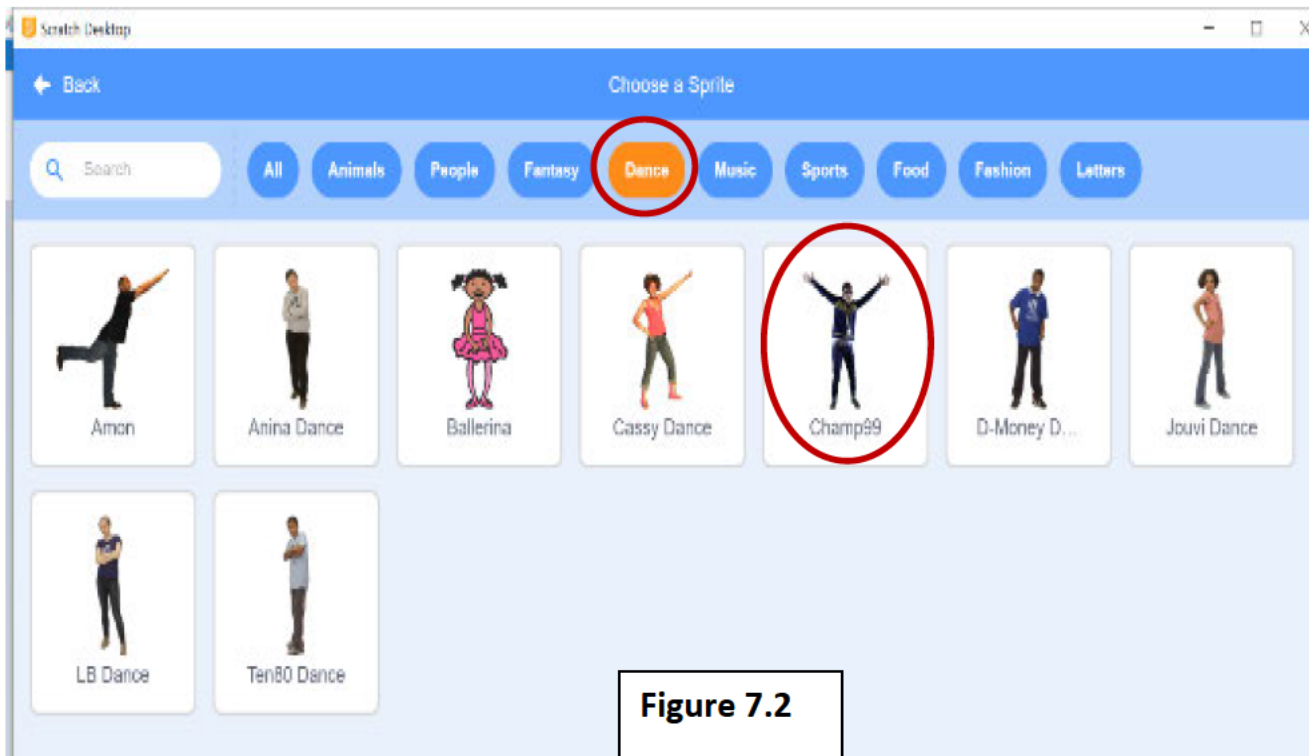 Scratch Desktop
Back
Choose a Sprite
Search
All Animals People Fantasy Dance Music Sports Food Fashion Letters
Amon Anina Dance Ballerina Cassy Dance Champ99 D-Money D... Jouvi Dance
LB Dance Ten80 Dance
Figure 7.2